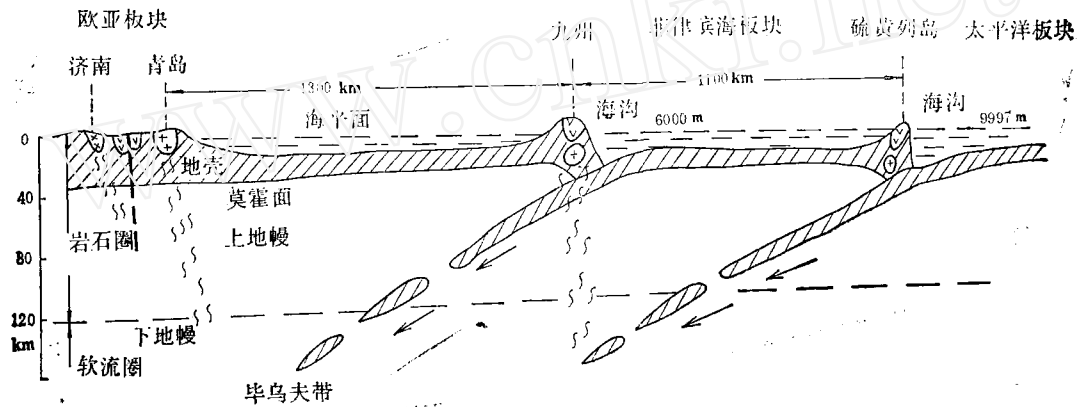 欧亚板块
九州 菲律宾海板块 硫黄列岛 太平洋板块
济南 青岛
1300 km 1100 km
海平面 海沟 海沟
6000 m 9997 m
0
地壳
40
莫霍面
岩石圈 上地幔
80
120
km
下地幔
软流圈
毕乌夫带
www.cnki.ne